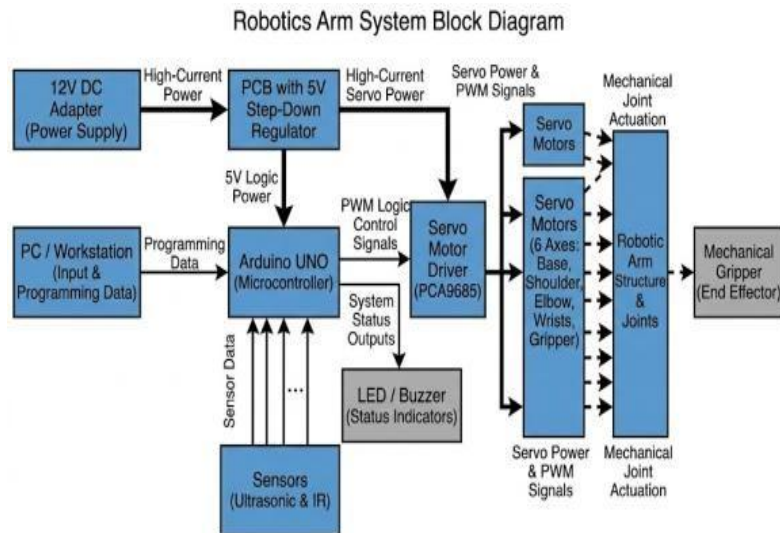 Robotics Arm System Block Diagram
12V DC
Adapter
(Power Supply)
High-Current
Power
PCB with 5V
Step-Down
Regulator
High-Current
Servo Power
Servo Power &
PWM Signals
Mechanical
Joint
Actuation
Servo
Motors
5V Logic
Power
PC / Workstation
(Input &
Programming Data)
Programming
Data
Arduino UNO
(Microcontroller)
PWM Logic
Control
Signals
Servo
Motor
Driver
(PCA9685)
Servo
Motors
(6 Axes:
Base,
Shoulder,
Elbow,
Wrists,
Gripper)
Robotic
Arm
Structure
& Joints
Mechanical
Gripper
(End Effector)
System
Status
Outputs
Sensor Data
...
LED / Buzzer
(Status Indicators)
Sensors
(Ultrasonic & IR)
Servo Power
& PWM
Signals
Mechanical
Joint
Actuation